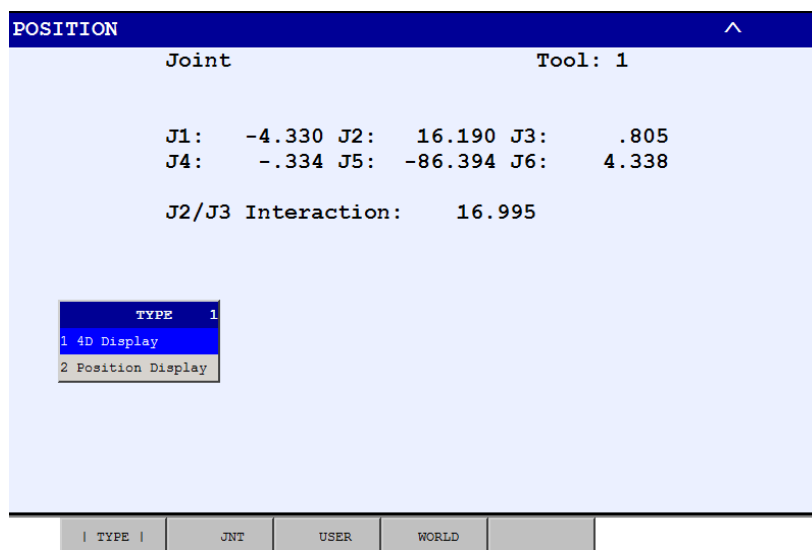 POSITION ^
Joint Tool: 1
J1: -4.330 J2: 16.190 J3: .805
J4: -.334 J5: -86.394 J6: 4.338
J2/J3 Interaction: 16.995
TYPE 1
1 4D Display
2 Position Display
| TYPE | JNT USER WORLD